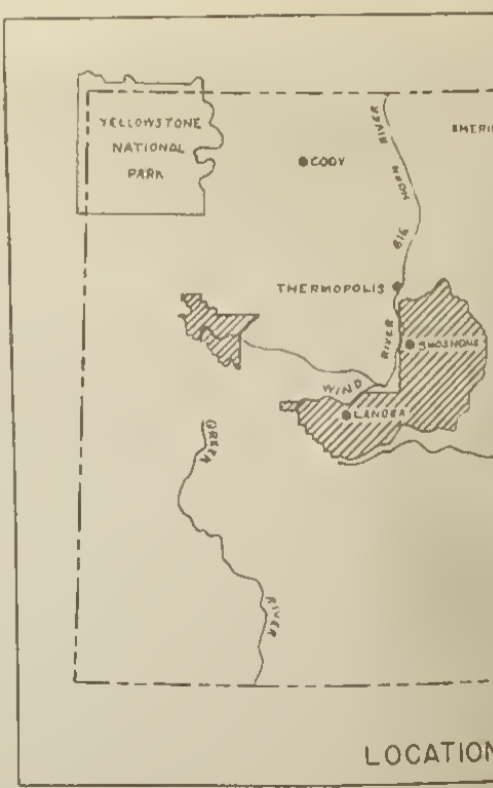 YELLOWSTONE
NATIONAL
PARK
CODY
BIG HORN RIVER
THERMOPOLIS
SHOSHONE
WIND RIVER
LANDER
GREEN
RIVER
LOCATION